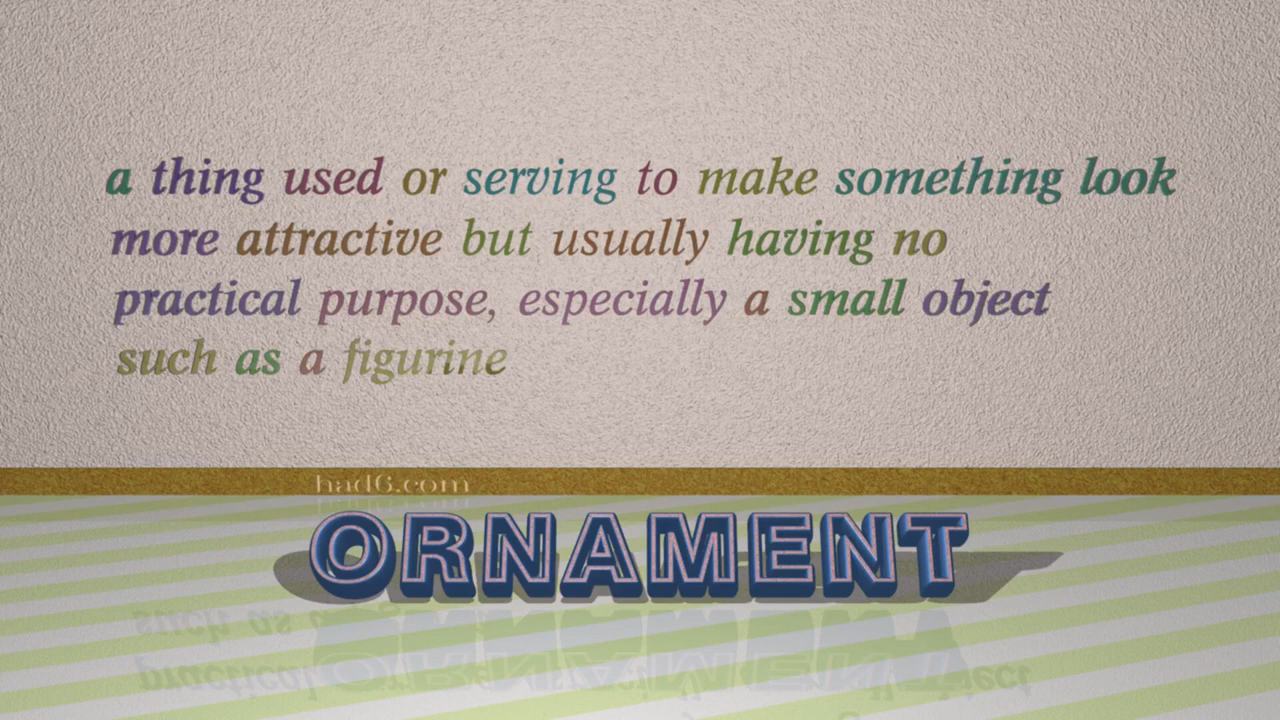 a thing used or serving to make something look
more attractive but usually having no
practical purpose, especially a small object
such as a figurine
had6.com
ORNAMENT